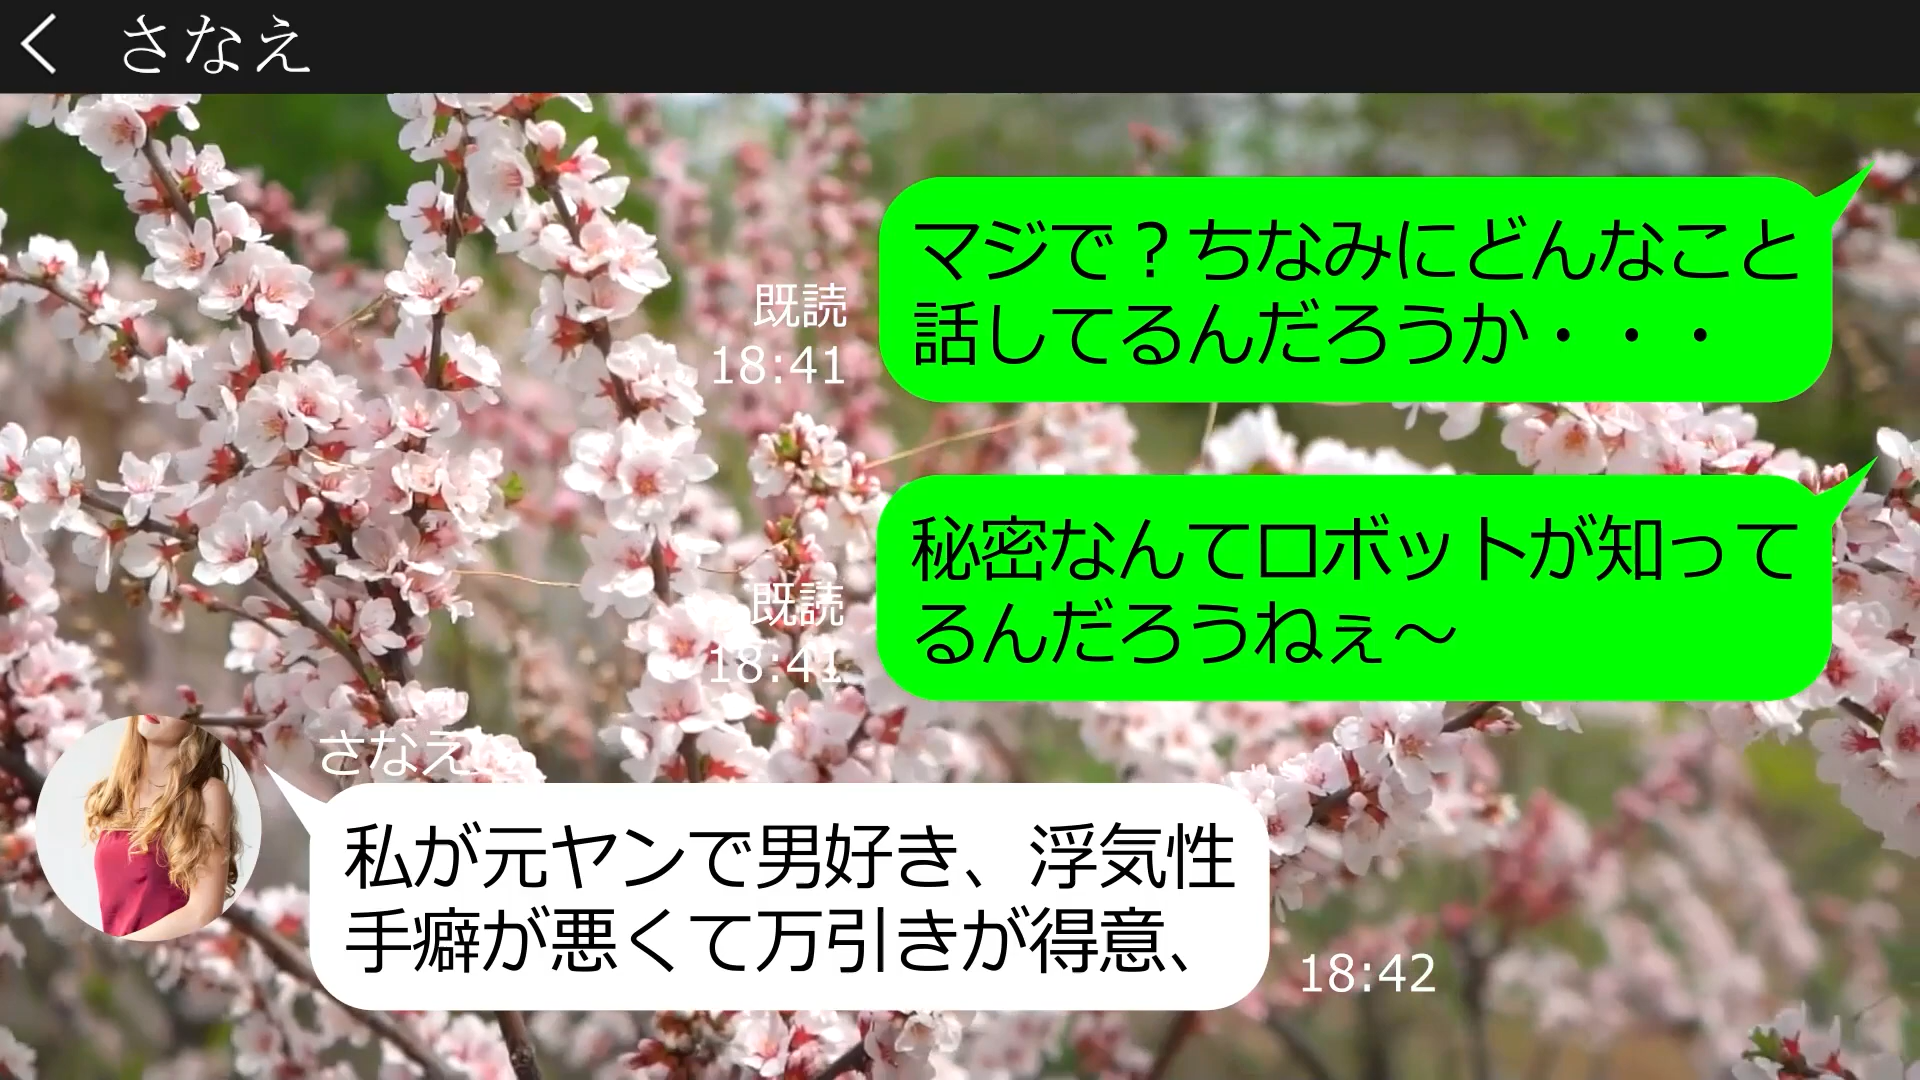 さなえ
マジで？ちなみにどんなこと
話してるんだろうか・・・
既読
18:41
秘密なんてロボットが知って
るんだろうねぇ～
既読
18:41
さなえ
私が元ヤンで男好き、浮気性
手癖が悪くて万引きが得意、
18:42